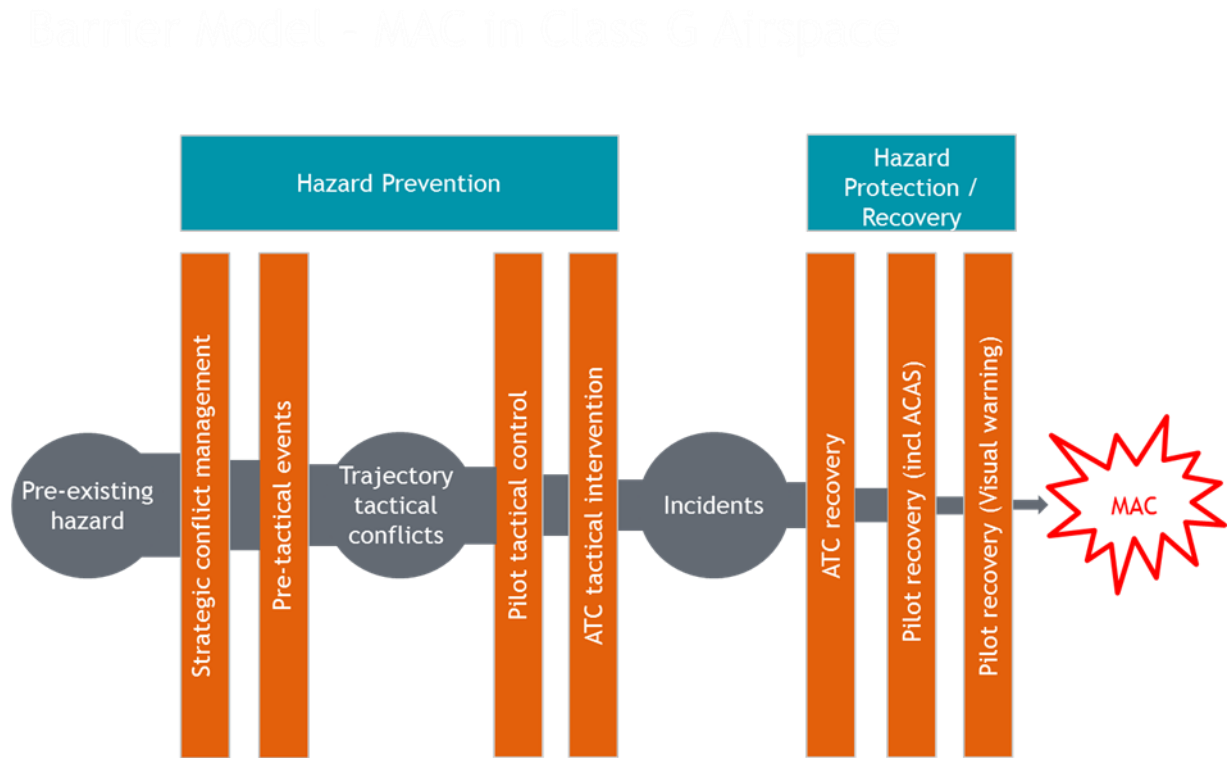 Barrier Model - MAC in Class G Airspace
Hazard Prevention
Hazard
Protection /
Recovery
Pre-existing
hazard
Strategic conflict management
Pre-tactical events
Trajectory
tactical
conflicts
Pilot tactical control
ATC tactical intervention
Incidents
ATC recovery
Pilot recovery (incl ACAS)
Pilot recovery (Visual warning)
MAC